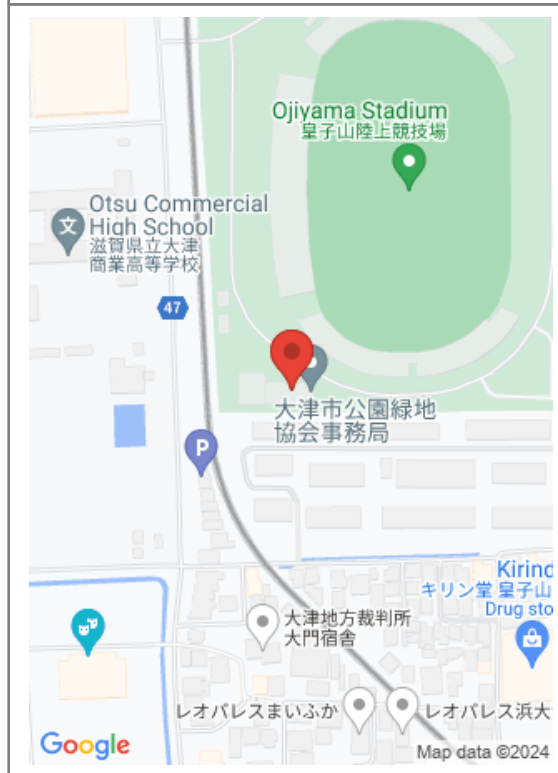 Ojiyama Stadium
皇子山陸上競技場
Otsu Commercial
High School
滋賀県立大津
商業高等学校
文
47
大津市公園緑地
協会事務局
P
Kirind
キリン堂 皇子山
Drug sto
大津地方裁判所
大門宿舎
レオパレスまいふか
レオパレス浜大
Google
Map data ©2024